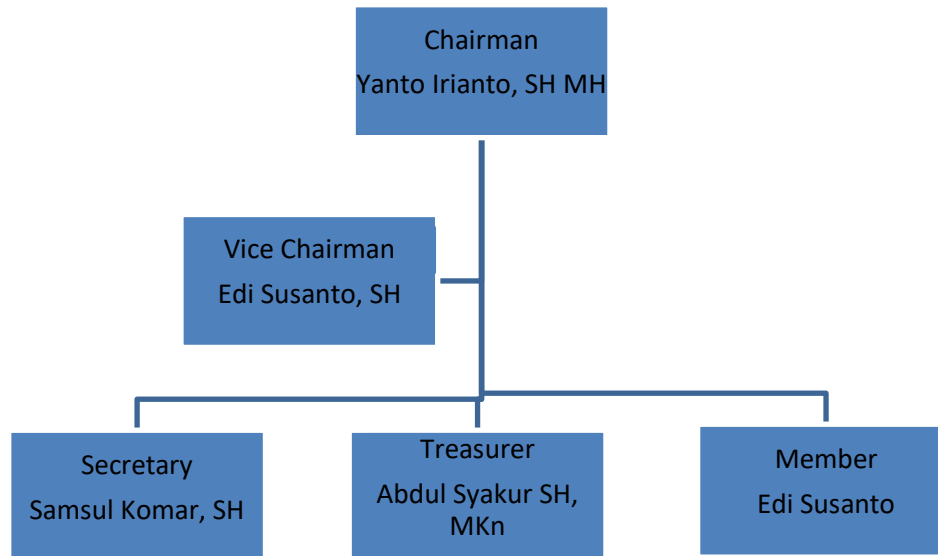 Chairman
Yanto Irianto, SH MH
Vice Chairman
Edi Susanto, SH
Secretary
Samsul Komar, SH
Treasurer
Abdul Syakur SH,
MKn
Member
Edi Susanto